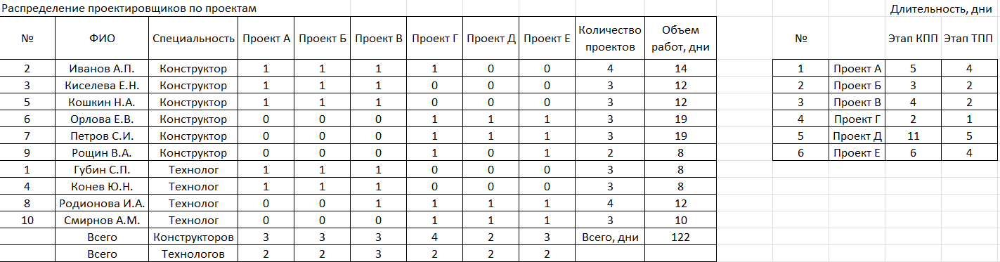 Распределение проектировщиков по проектам Длительность, дни
№ ФИО Специальность Проект А Проект Б Проект В Проект Г Проект Д Проект Е Количество проектов Объем работ, дни № Этап КПП Этап ТПП
2 Иванов А.П. Конструктор 1 1 1 1 0 0 4 14 1 Проект А 5 4
3 Киселева Е.Н. Конструктор 1 1 1 0 0 0 3 12 2 Проект Б 3 2
5 Кошкин Н.А. Конструктор 1 1 1 0 0 0 3 12 3 Проект В 4 2
6 Орлова Е.В. Конструктор 0 0 0 1 1 1 3 19 4 Проект Г 2 1
7 Петров С.И. Конструктор 0 0 0 1 1 1 3 19 5 Проект Д 11 5
9 Рощин В.А. Конструктор 0 0 0 1 0 1 2 8 6 Проект Е 6 4
1 Губин С.П. Технолог 1 1 1 0 0 0 3 8
4 Конев Ю.Н. Технолог 1 1 1 0 0 0 3 8
8 Родионова И.А. Технолог 0 0 1 1 1 1 4 12
10 Смирнов А.М. Технолог 0 0 0 1 1 1 3 10
Всего Конструкторов 3 3 3 4 2 3 Всего, дни 122
Всего Технологов 2 2 3 2 2 2